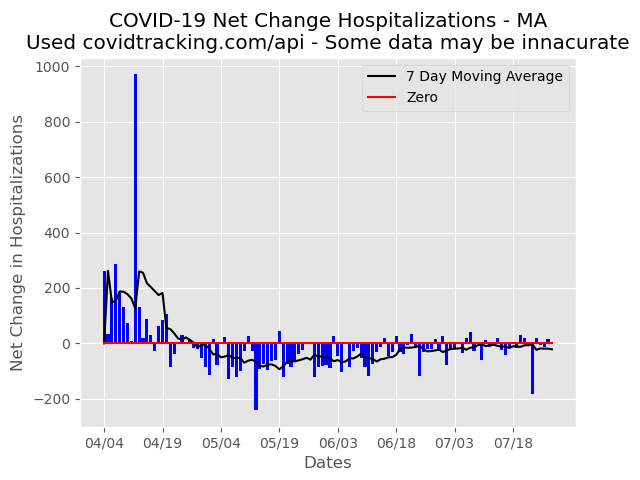 COVID-19 Net Change Hospitalizations - MA
Used covidtracking.com/api - Some data may be innacurate
7 Day Moving Average
Zero
Net Change in Hospitalizations
1000
800
600
400
200
0
−200
04/04 04/19 05/04 05/19 06/03 06/18 07/03 07/18
Dates